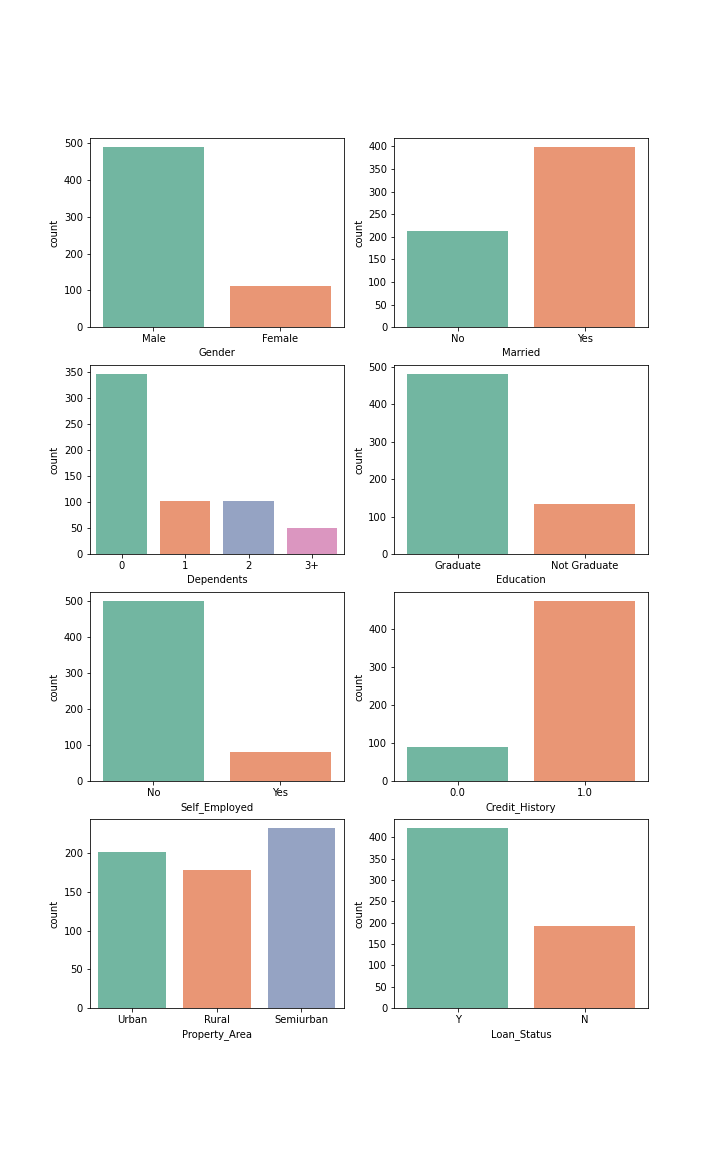 500
400
300
200
100
0
count
Male Female
Gender
400
350
300
250
200
150
100
50
0
count
No Yes
Married
350
300
250
200
150
100
50
0
count
0 1 2 3+
Dependents
500
400
300
200
100
0
count
Graduate Not Graduate
Education
500
400
300
200
100
0
count
No Yes
Self_Employed
400
300
200
100
0
count
0.0 1.0
Credit_History
200
150
100
50
0
count
Urban Rural Semiurban
Property_Area
400
350
300
250
200
150
100
50
0
count
Y N
Loan_Status